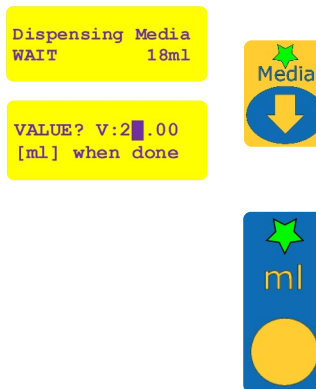 Dispensing Media
WAIT 18ml
Media
VALUE? V:2█.00
[ml] when done
ml